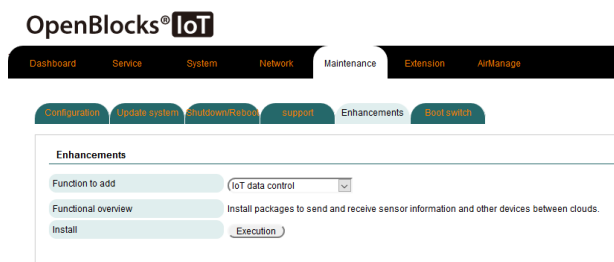 OpenBlocks® IoT
Dashboard Service System Network Maintenance Extension AirManage
Configuration Update system Shutdown/Reboo support Enhancements Boot switch
Enhancements
Function to add IoT data control
Functional overview Install packages to send and receive sensor information and other devices between clouds.
Install Execution